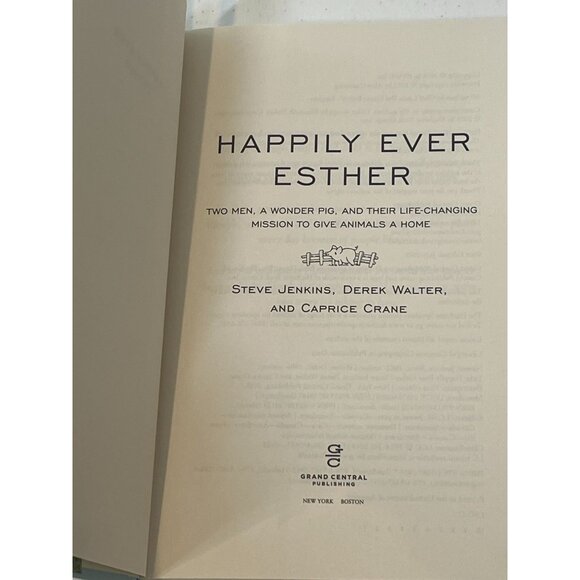 HAPPILY EVER
ESTHER
TWO MEN, A WONDER PIG, AND THEIR LIFE-CHANGING
MISSION TO GIVE ANIMALS A HOME
STEVE JENKINS, DEREK WALTER,
AND CAPRICE CRANE
GC
GRAND CENTRAL
PUBLISHING
NEW YORK BOSTON